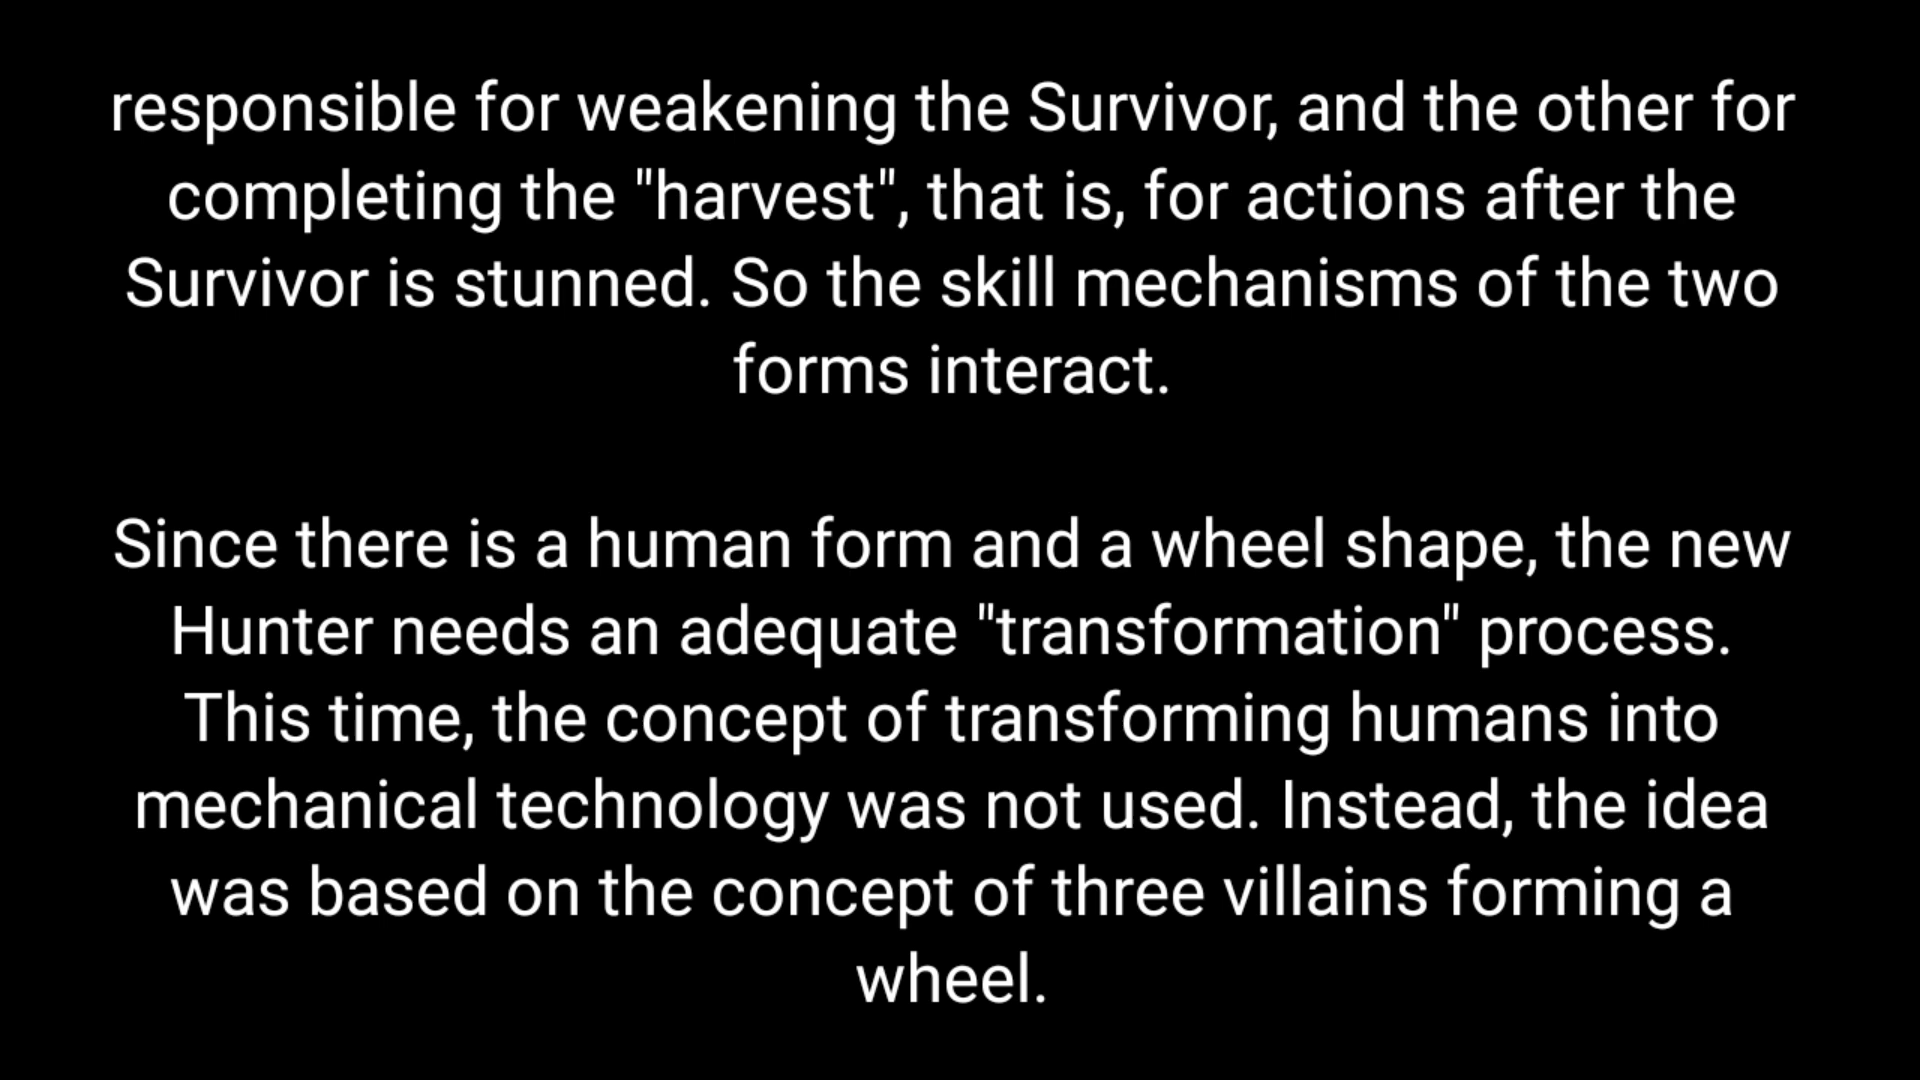 responsible for weakening the Survivor, and the other for
completing the "harvest", that is, for actions after the
Survivor is stunned. So the skill mechanisms of the two
forms interact.
Since there is a human form and a wheel shape, the new
Hunter needs an adequate "transformation" process.
This time, the concept of transforming humans into
mechanical technology was not used. Instead, the idea
was based on the concept of three villains forming a
wheel.